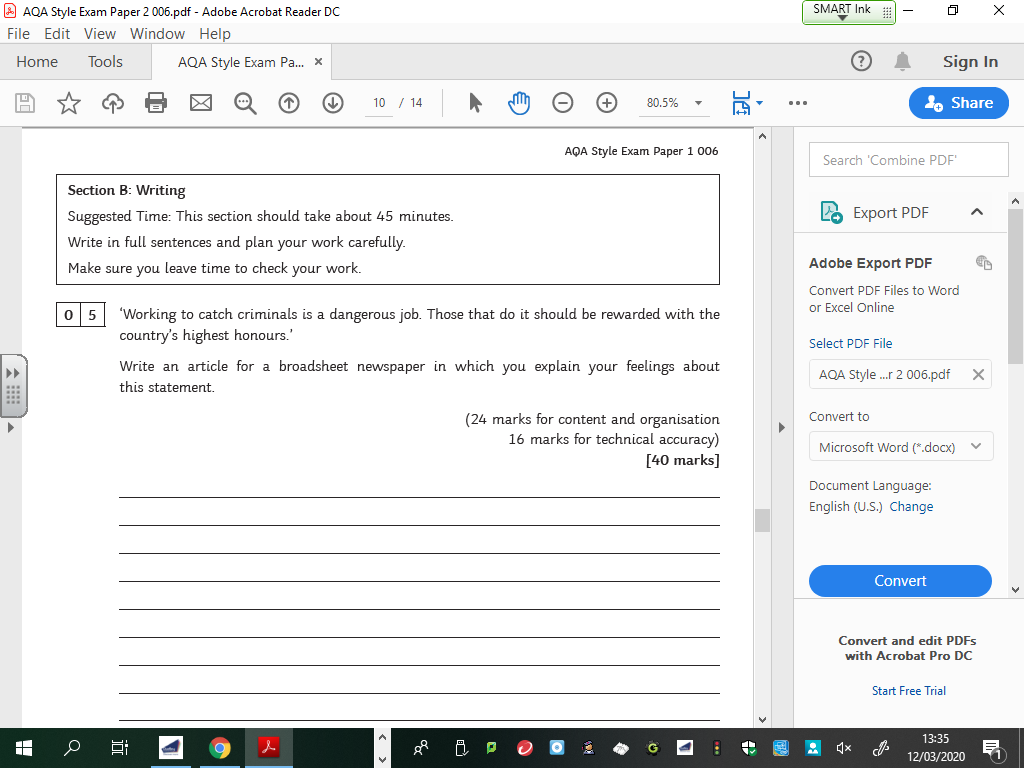 AQA Style Exam Paper 2 006.pdf - Adobe Acrobat Reader DC
SMART Ink
File Edit View Window Help
Home Tools AQA Style Exam Pa... ×
Sign In
10 / 14
80.5%
Share
AQA Style Exam Paper 1 006
Section B: Writing
Suggested Time: This section should take about 45 minutes.
Write in full sentences and plan your work carefully.
Make sure you leave time to check your work.
0 5 ‘Working to catch criminals is a dangerous job. Those that do it should be rewarded with the
country’s highest honours.’
Write an article for a broadsheet newspaper in which you explain your feelings about
this statement.
(24 marks for content and organisation
16 marks for technical accuracy)
[40 marks]
Search 'Combine PDF'
Export PDF
Adobe Export PDF
Convert PDF Files to Word
or Excel Online
Select PDF File
AQA Style ...r 2 006.pdf
Convert to
Microsoft Word (*.docx)
Document Language:
English (U.S.) Change
Convert
Convert and edit PDFs
with Acrobat Pro DC
Start Free Trial
13:35
12/03/2020
1